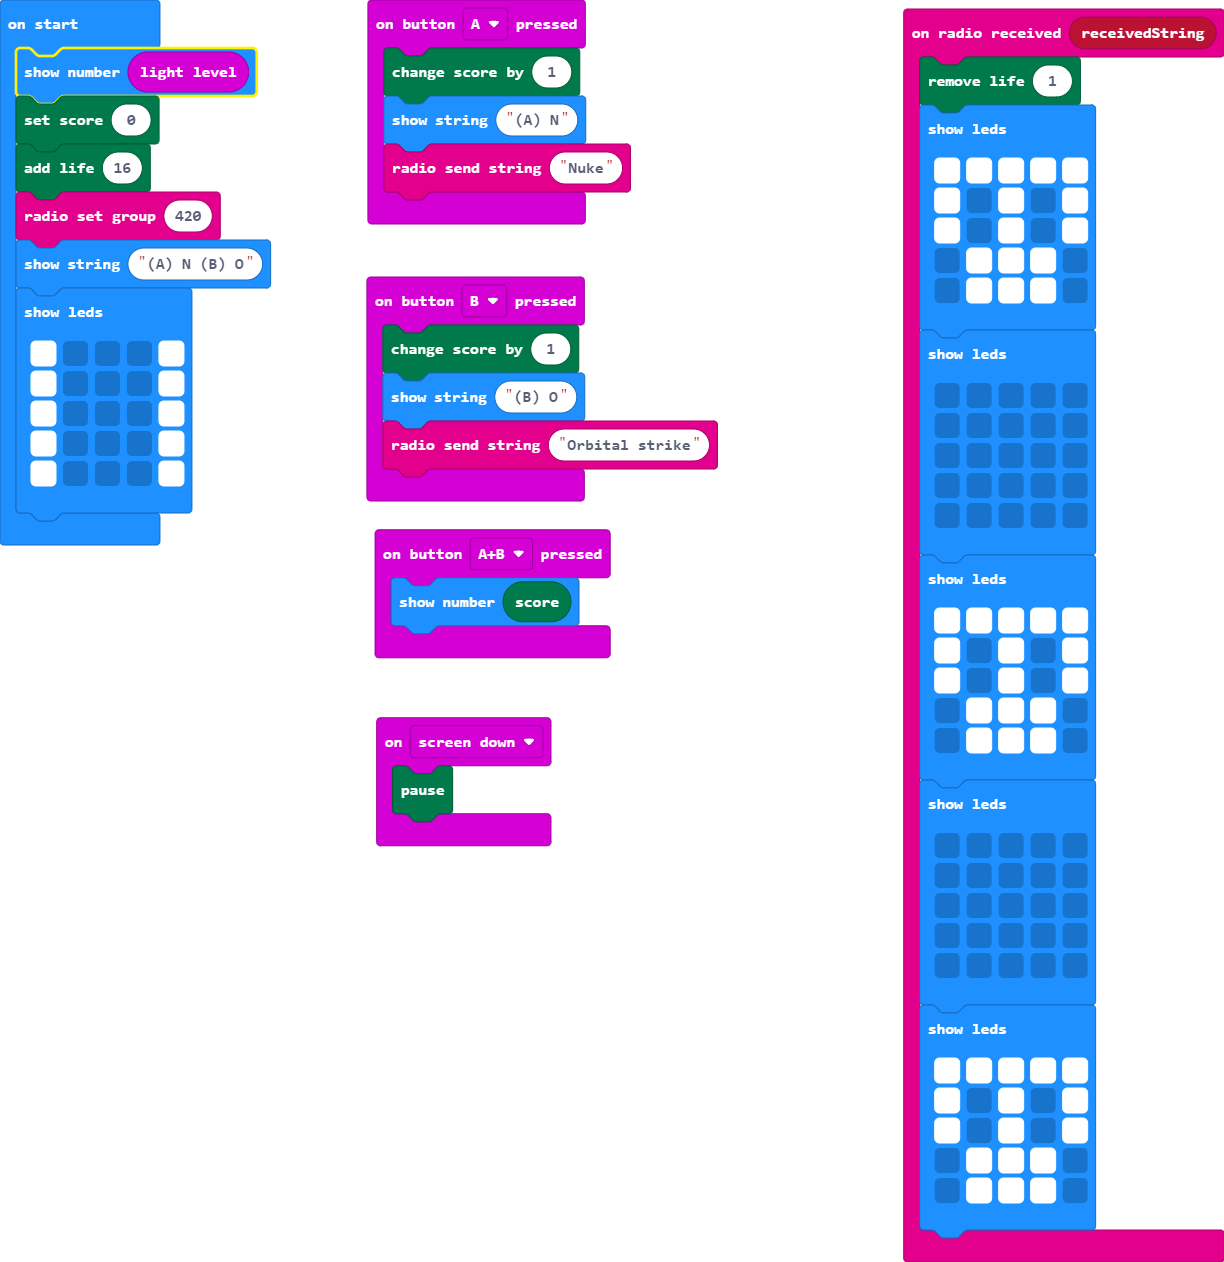 on start
show number light level
set score 0
add life 16
radio set group 420
show string "(A) N (B) O"
show leds
on button A pressed
change score by 1
show string "(A) N"
radio send string "Nuke"
on button B pressed
change score by 1
show string "(B) O"
radio send string "Orbital strike"
on button A+B pressed
show number score
on screen down
pause
on radio received receivedString
remove life 1
show leds
show leds
show leds
show leds
show leds